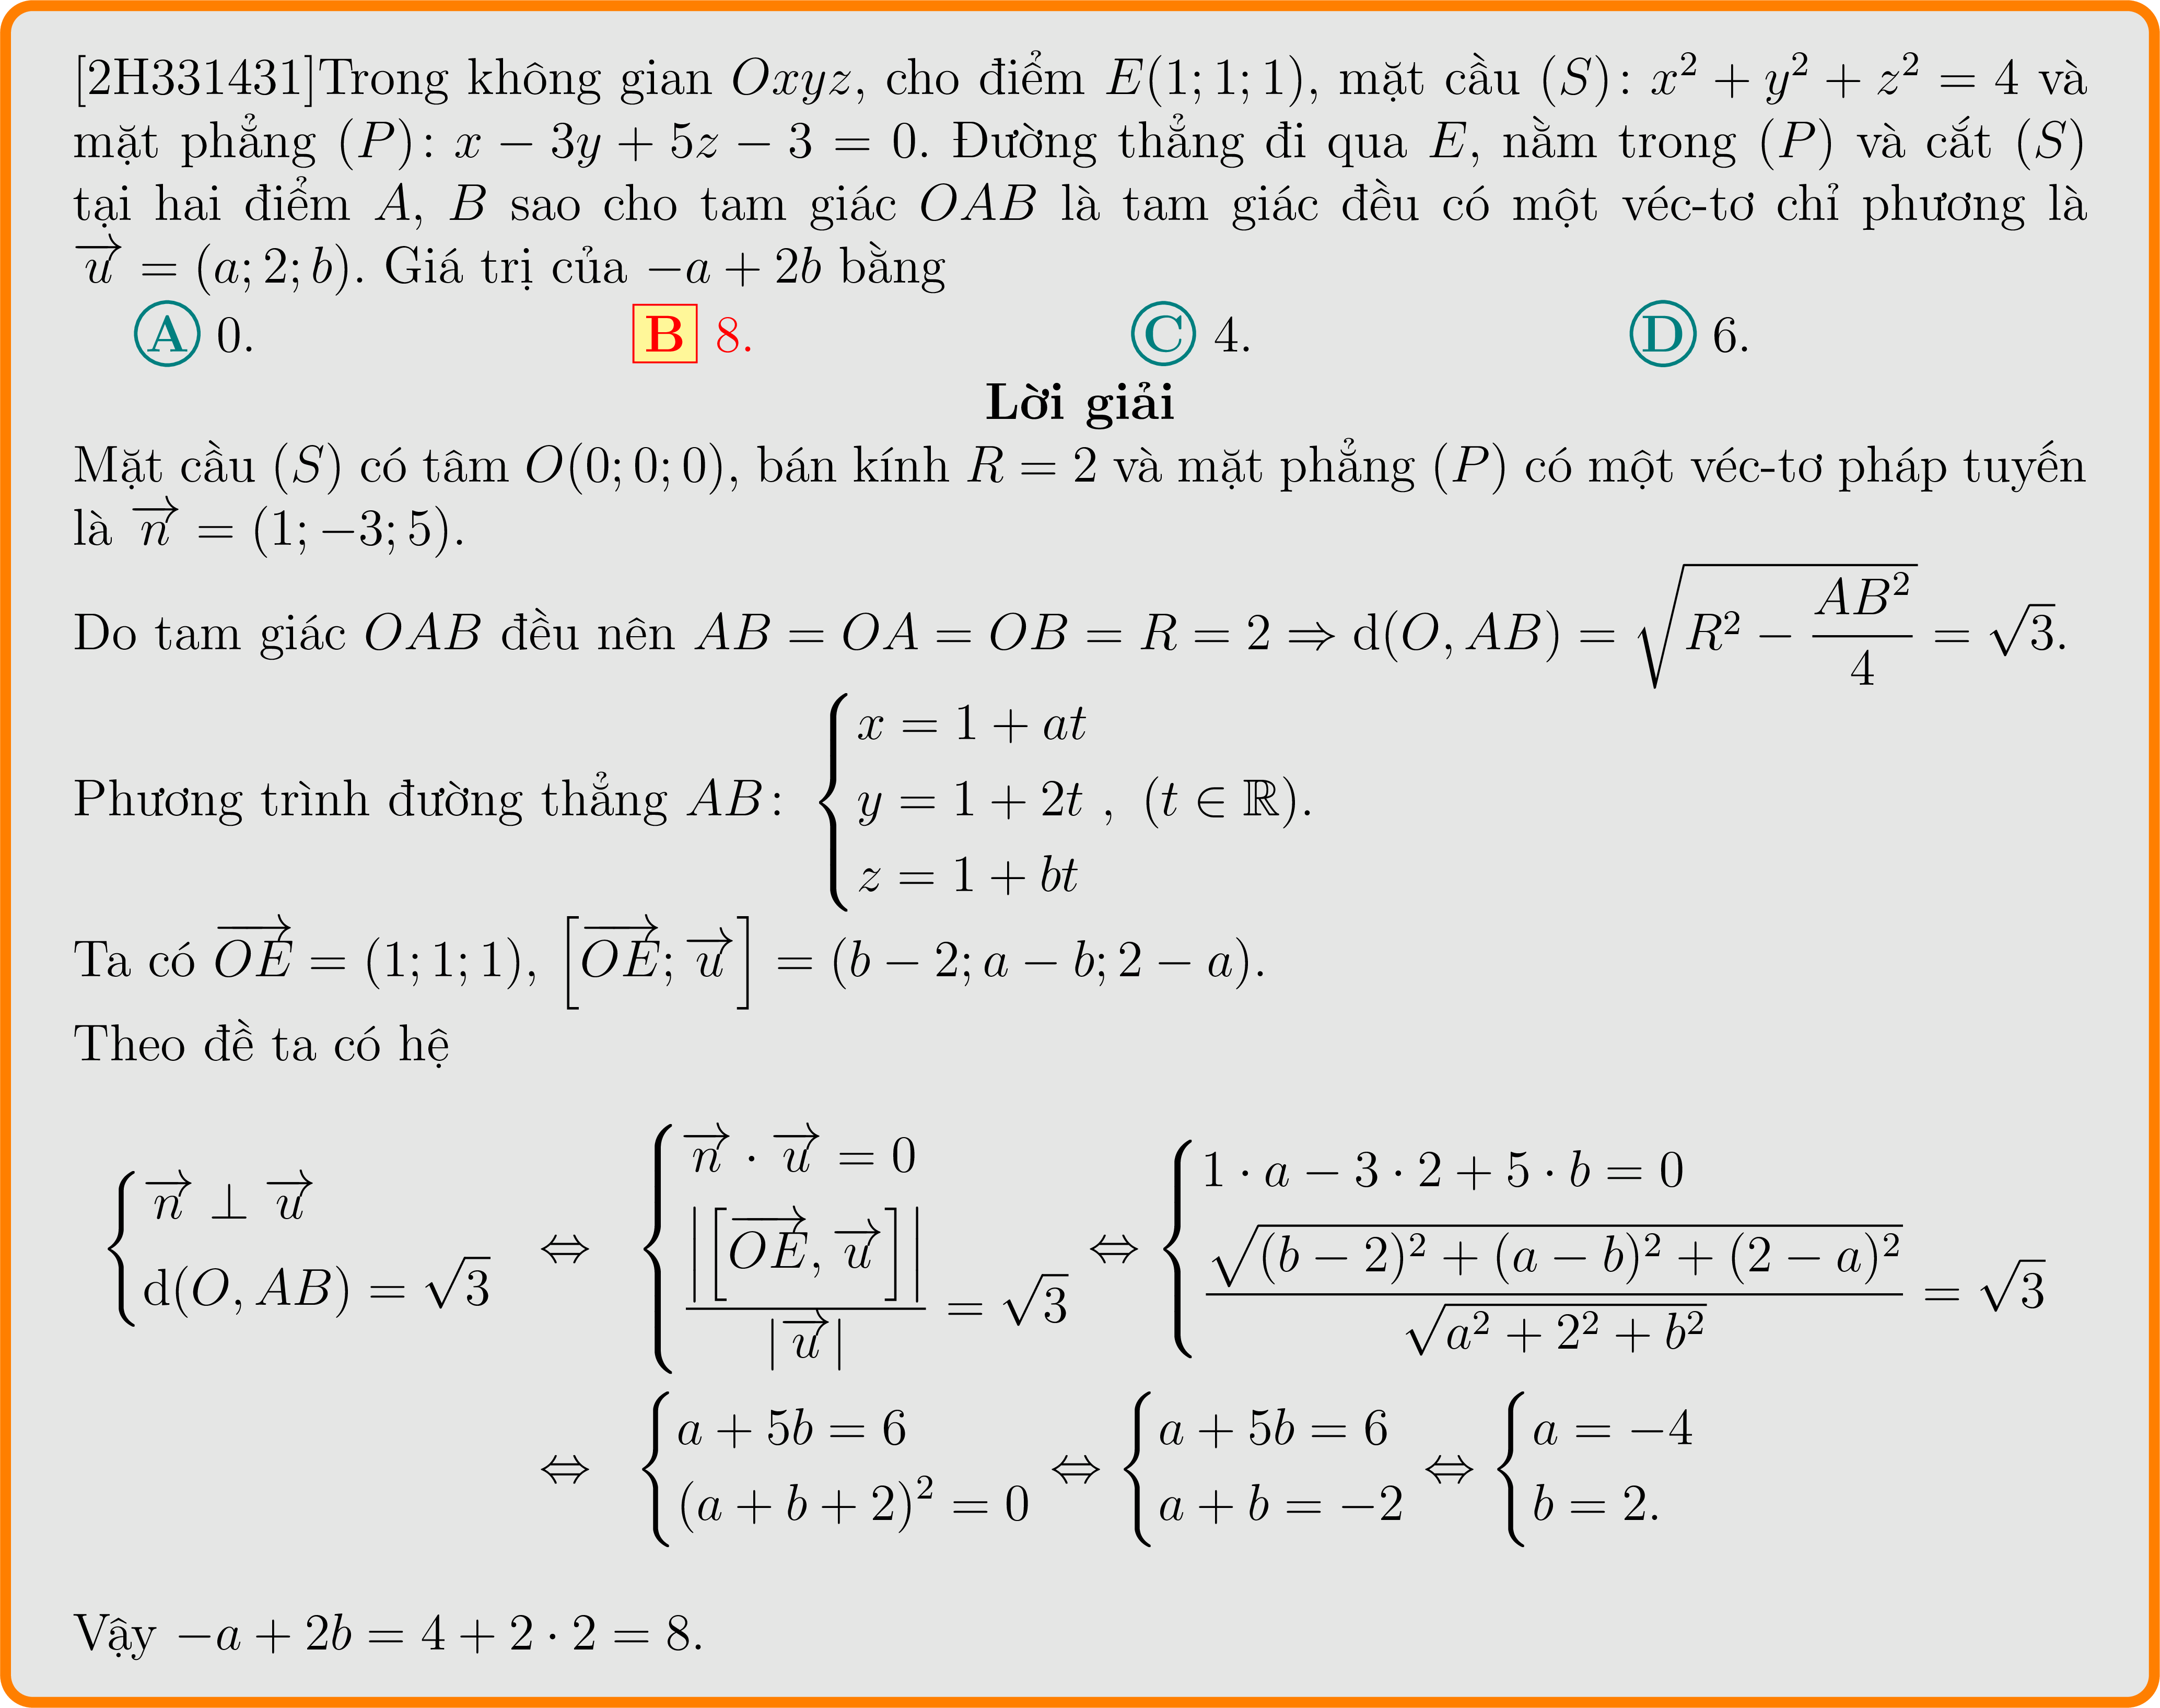 [2H331431]Trong không gian $Oxyz$, cho điểm $E(1;1;1)$, mặt cầu $(S)\colon x^2+y^2+z^2=4$ và
mặt phẳng $(P)\colon x-3y+5z-3=0$. Đường thẳng đi qua $E$, nằm trong $(P)$ và cắt $(S)$
tại hai điểm $A$, $B$ sao cho tam giác $OAB$ là tam giác đều có một véc-tơ chỉ phương là
$\overrightarrow{u}=(a;2;b)$. Giá trị của $-a+2b$ bằng
A 0. B 8. C 4. D 6.
Lời giải
Mặt cầu $(S)$ có tâm $O(0;0;0)$, bán kính $R=2$ và mặt phẳng $(P)$ có một véc-tơ pháp tuyến
là $\overrightarrow{n}=(1;-3;5)$.
Do tam giác $OAB$ đều nên $AB=OA=OB=R=2\Rightarrow \mathrm{d}(O,AB)=\sqrt{R^2-\dfrac{AB^2}{4}}=\sqrt{3}$.
Phương trình đường thẳng $AB\colon \begin{cases}x=1+at\\y=1+2t\\z=1+bt\end{cases},\ (t\in\mathbb{R})$.
Ta có $\overrightarrow{OE}=(1;1;1)$, $\left[\overrightarrow{OE};\overrightarrow{u}\right]=(b-2;a-b;2-a)$.
Theo đề ta có hệ
$\begin{cases}\overrightarrow{n}\perp\overrightarrow{u}\\\mathrm{d}(O,AB)=\sqrt{3}\end{cases}\Leftrightarrow\begin{cases}\overrightarrow{n}\cdot\overrightarrow{u}=0\\\dfrac{\left|\left[\overrightarrow{OE},\overrightarrow{u}\right]\right|}{|\overrightarrow{u}|}=\sqrt{3}\end{cases}\Leftrightarrow\begin{cases}1\cdot a-3\cdot 2+5\cdot b=0\\\dfrac{\sqrt{(b-2)^2+(a-b)^2+(2-a)^2}}{\sqrt{a^2+2^2+b^2}}=\sqrt{3}\end{cases}$
$\Leftrightarrow\begin{cases}a+5b=6\\(a+b+2)^2=0\end{cases}\Leftrightarrow\begin{cases}a+5b=6\\a+b=-2\end{cases}\Leftrightarrow\begin{cases}a=-4\\b=2.\end{cases}$
Vậy $-a+2b=4+2\cdot 2=8$.